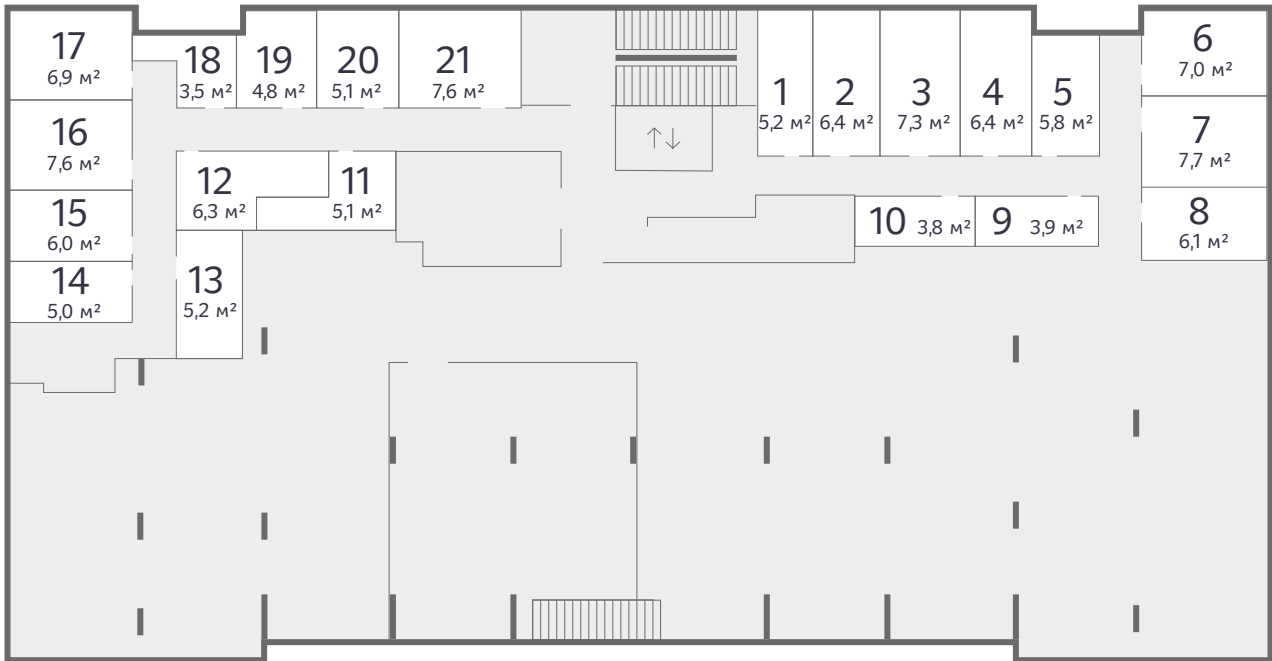 17
6,9 м²
18
3,5 м²
19
4,8 м²
20
5,1 м²
21
7,6 м²
1
5,2 м²
2
6,4 м²
3
7,3 м²
4
6,4 м²
5
5,8 м²
6
7,0 м²
16
7,6 м²
7
7,7 м²
12
6,3 м²
11
5,1 м²
15
6,0 м²
10 3,8 м²
9 3,9 м²
8
6,1 м²
14
5,0 м²
13
5,2 м²